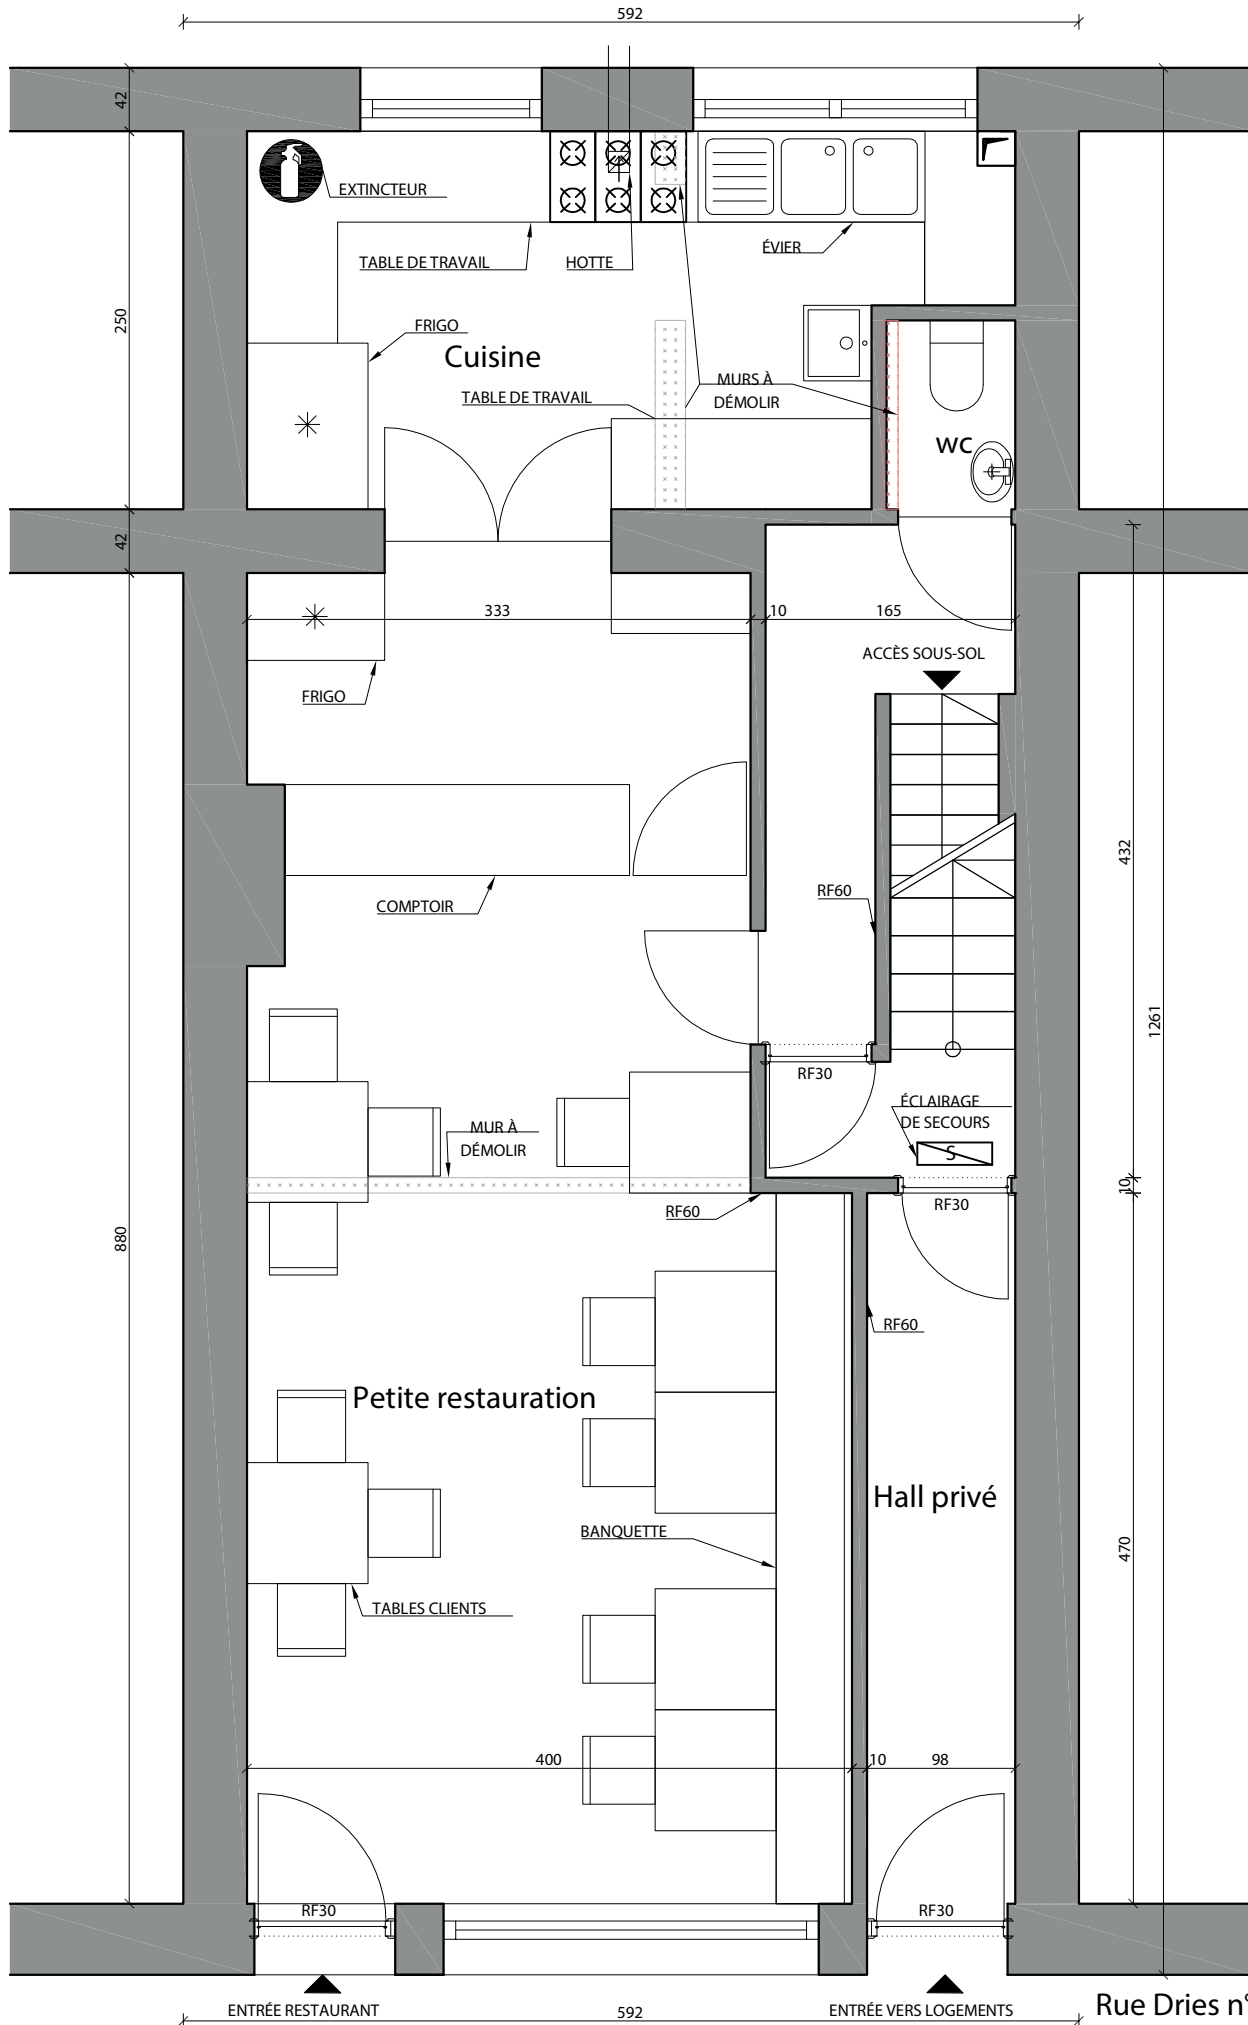 592
42
EXTINCTEUR
TABLE DE TRAVAIL
HOTTE
ÉVIER
250
FRIGO
Cuisine
MURS À
DÉMOLIR
TABLE DE TRAVAIL
WC
42
333
10
165
ACCÈS SOUS-SOL
FRIGO
432
RF60
COMPTOIR
1261
RF30
ÉCLAIRAGE
DE SECOURS
S
MUR À
DÉMOLIR
10
RF30
RF60
880
RF60
Petite restauration
Hall privé
BANQUETTE
470
TABLES CLIENTS
400
10
98
RF30
RF30
ENTRÉE RESTAURANT
592
ENTRÉE VERS LOGEMENTS
Rue Dries n°